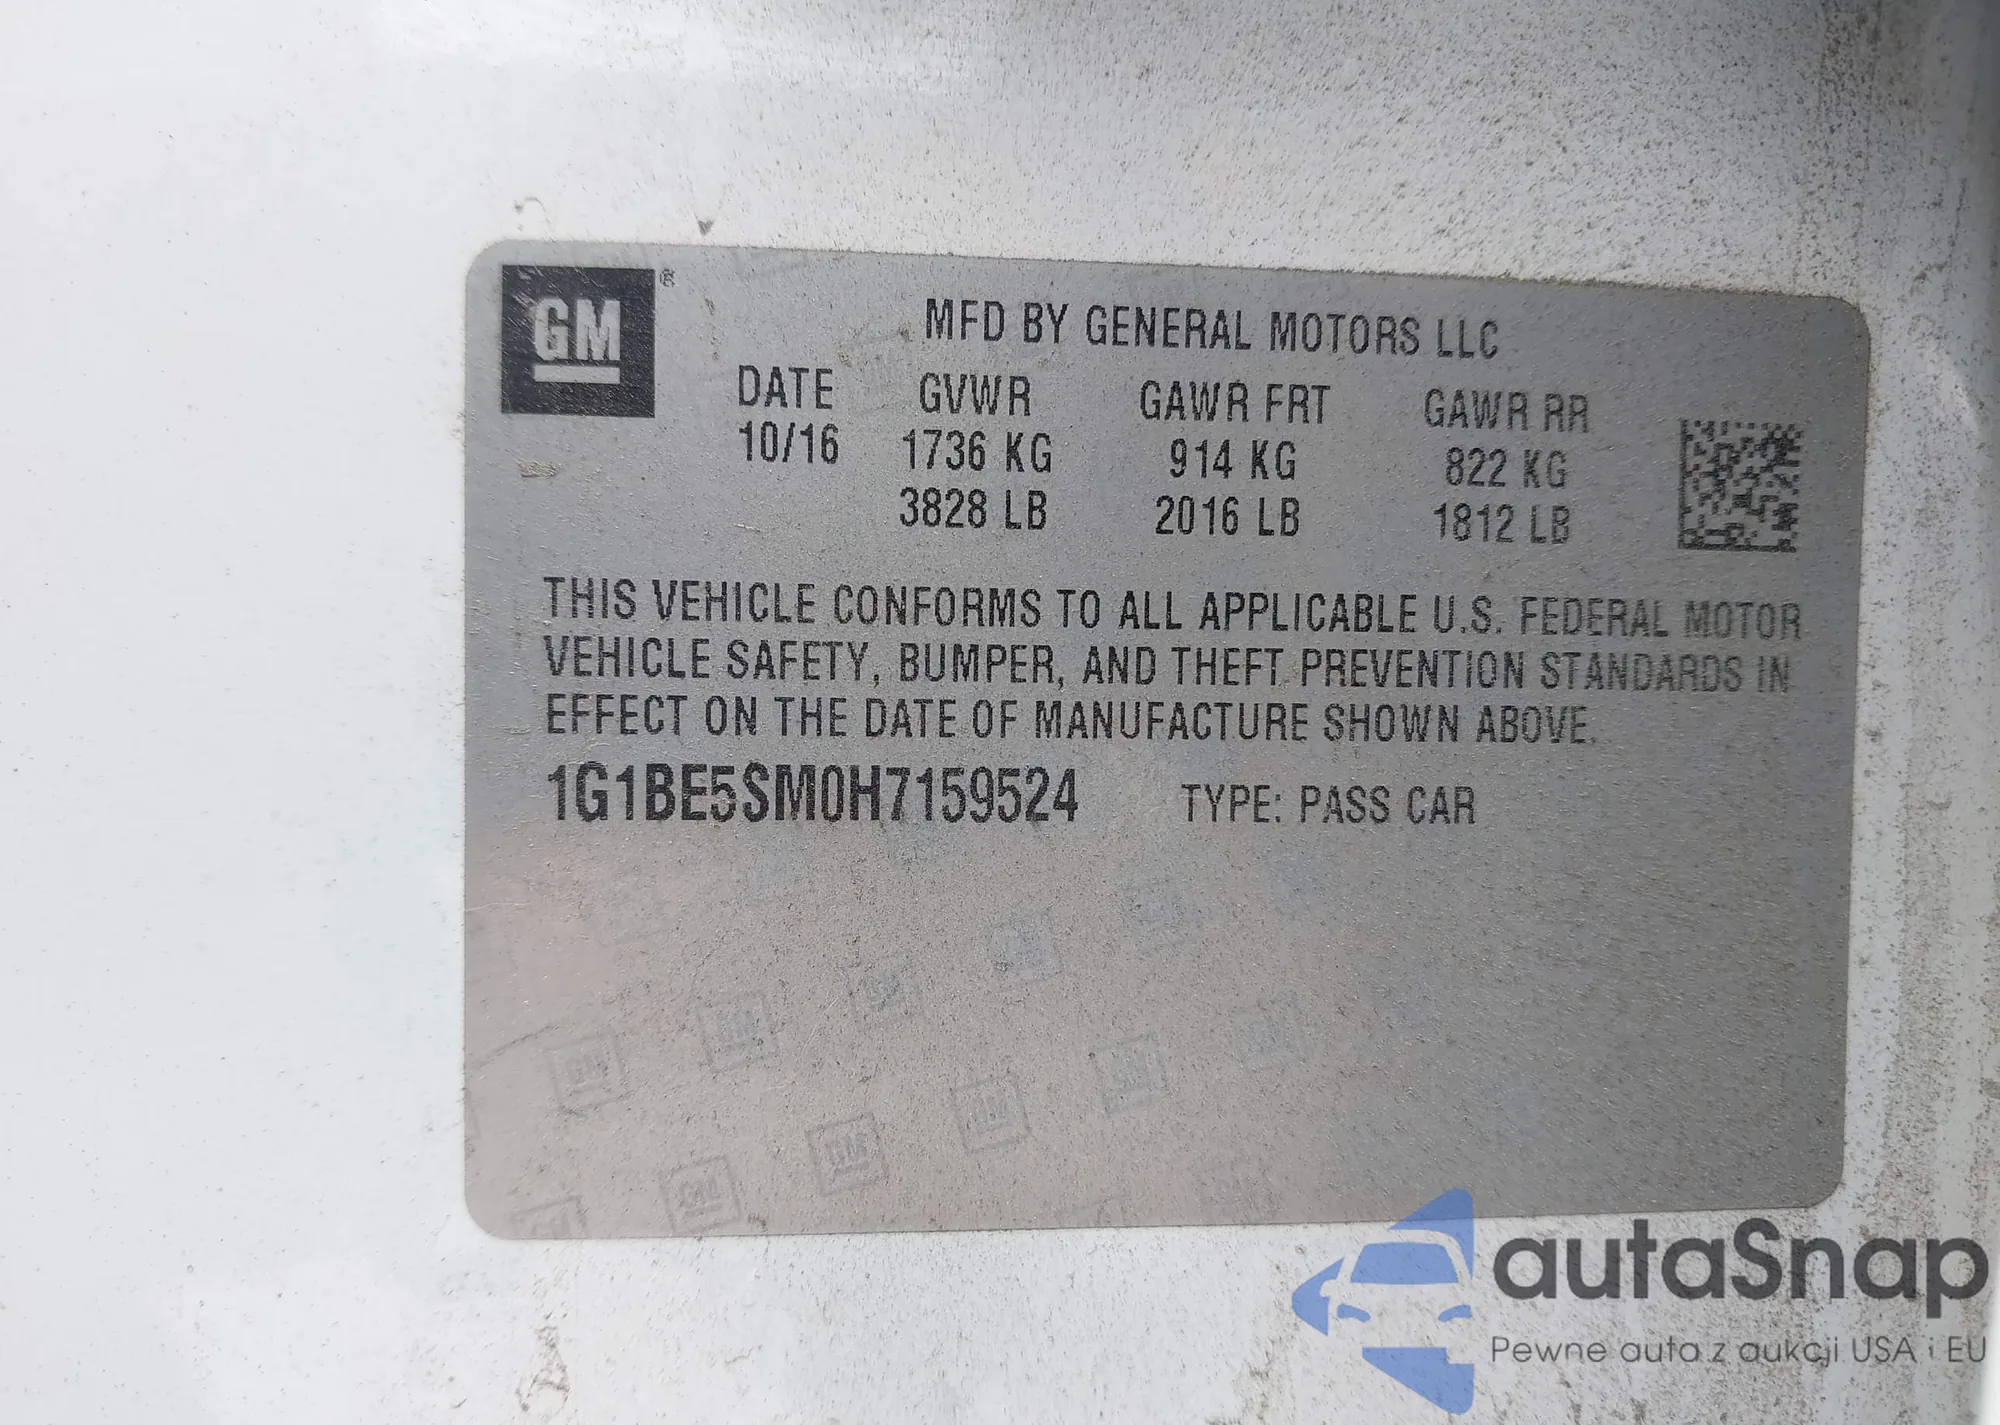 GM ®
MFD BY GENERAL MOTORS LLC
DATE GVWR GAWR FRT GAWR RR
10/16 1736 KG 914 KG 822 KG
3828 LB 2016 LB 1812 LB
THIS VEHICLE CONFORMS TO ALL APPLICABLE U.S. FEDERAL MOTOR
VEHICLE SAFETY, BUMPER, AND THEFT PREVENTION STANDARDS IN
EFFECT ON THE DATE OF MANUFACTURE SHOWN ABOVE.
1G1BE5SM0H7159524 TYPE: PASS CAR
autaSnap
Pewne auta z aukcji USA i EU